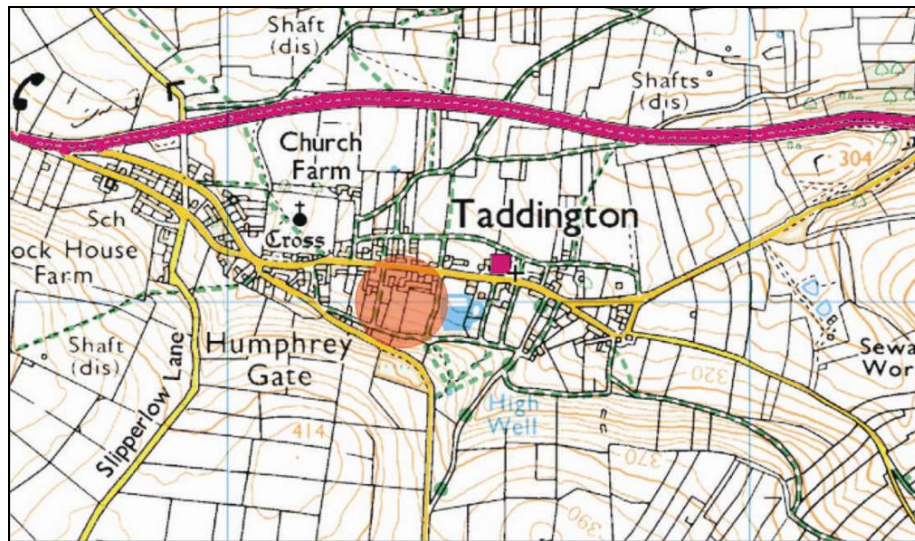 Shaft
(dis)
Shafts
(dis)
Church
Farm
304
Taddington
Sch
Cross
ock House
Farm
Shaft
(dis)
Slipperlow Lane
Humphrey
Gate
Sewa
Wor
320
High
Well
414
370
390